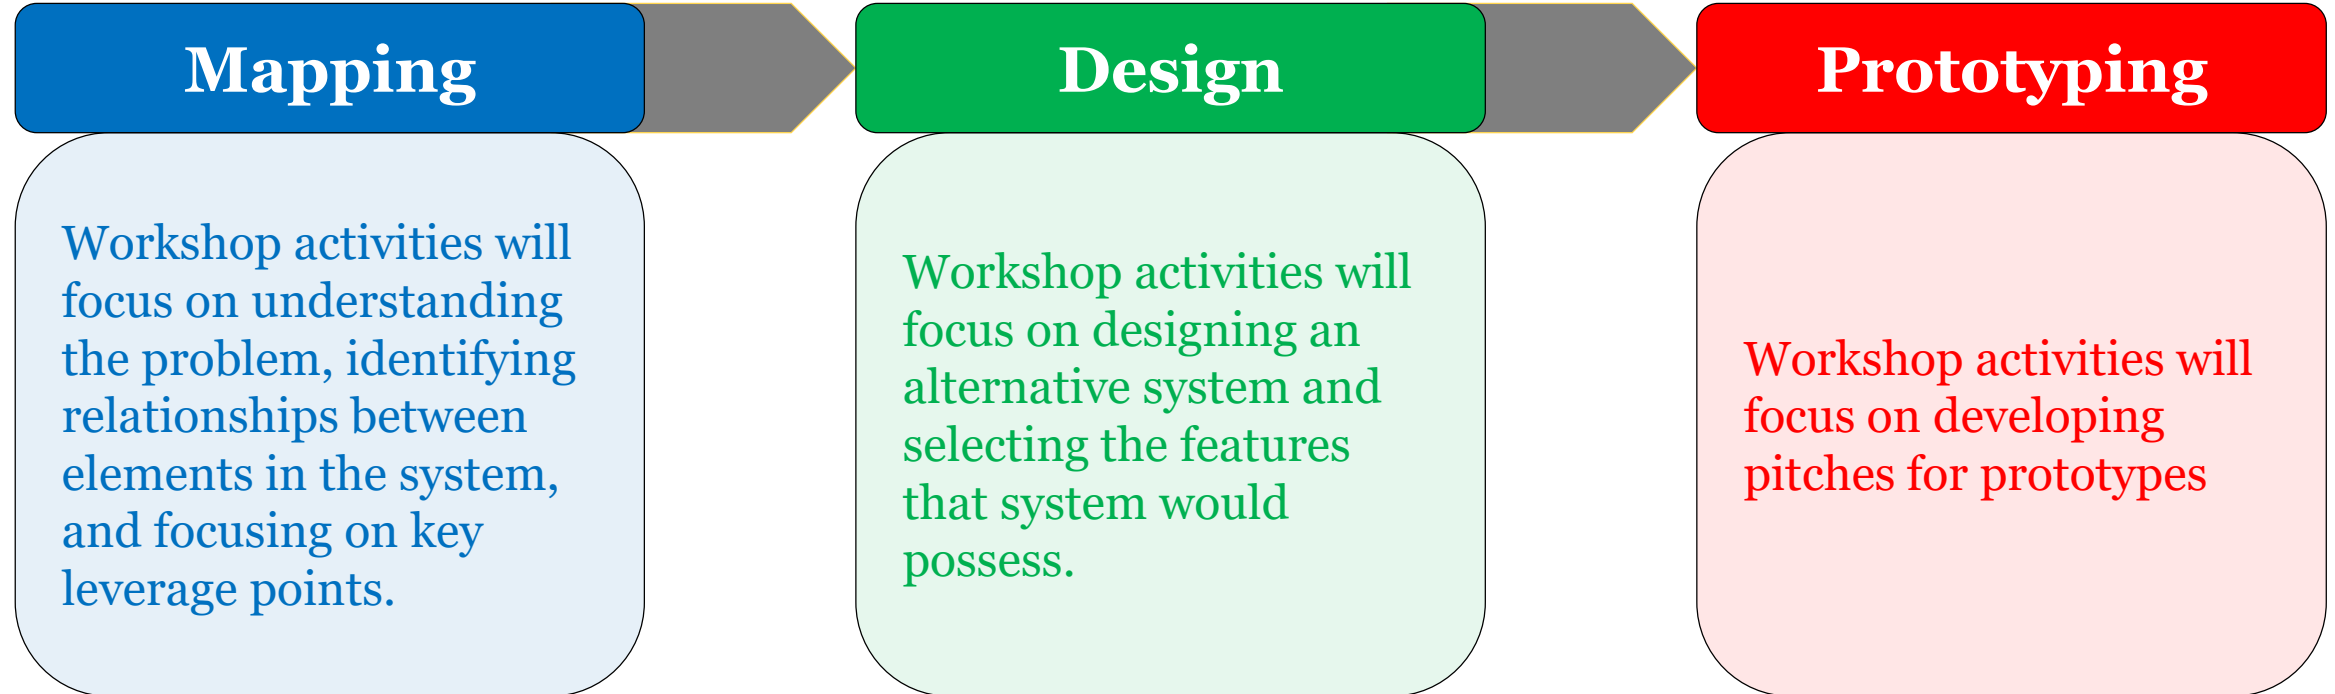 Mapping
Workshop activities will
focus on understanding
the problem, identifying
relationships between
elements in the system,
and focusing on key
leverage points.
Design
Workshop activities will
focus on designing an
alternative system and
selecting the features
that system would
possess.
Prototyping
Workshop activities will
focus on developing
pitches for prototypes